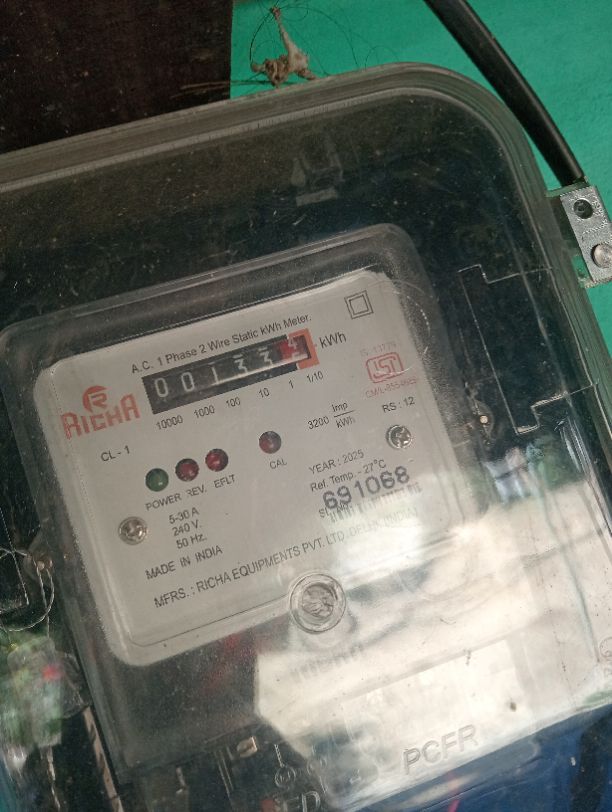 A.C. 1 Phase 2 Wire Static kWh Meter.
RICHA
00133
kWh
10000 1000 100 10 1 1/10
CL - 1
3200 Imp/kWh
RS : 12
POWER REV. EFLT CAL
YEAR : 2025
Ref. Temp. - 27°C
691068
5-30 A
240 V.
50 Hz.
MADE IN INDIA
MFRS. : RICHA EQUIPMENTS PVT. LTD. DELHI (INDIA)
PCFR